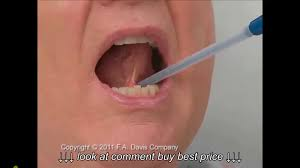 Copyright © 2011 F.A. Davis Company
↓↓↓ look at comment buy best price ↓↓↓